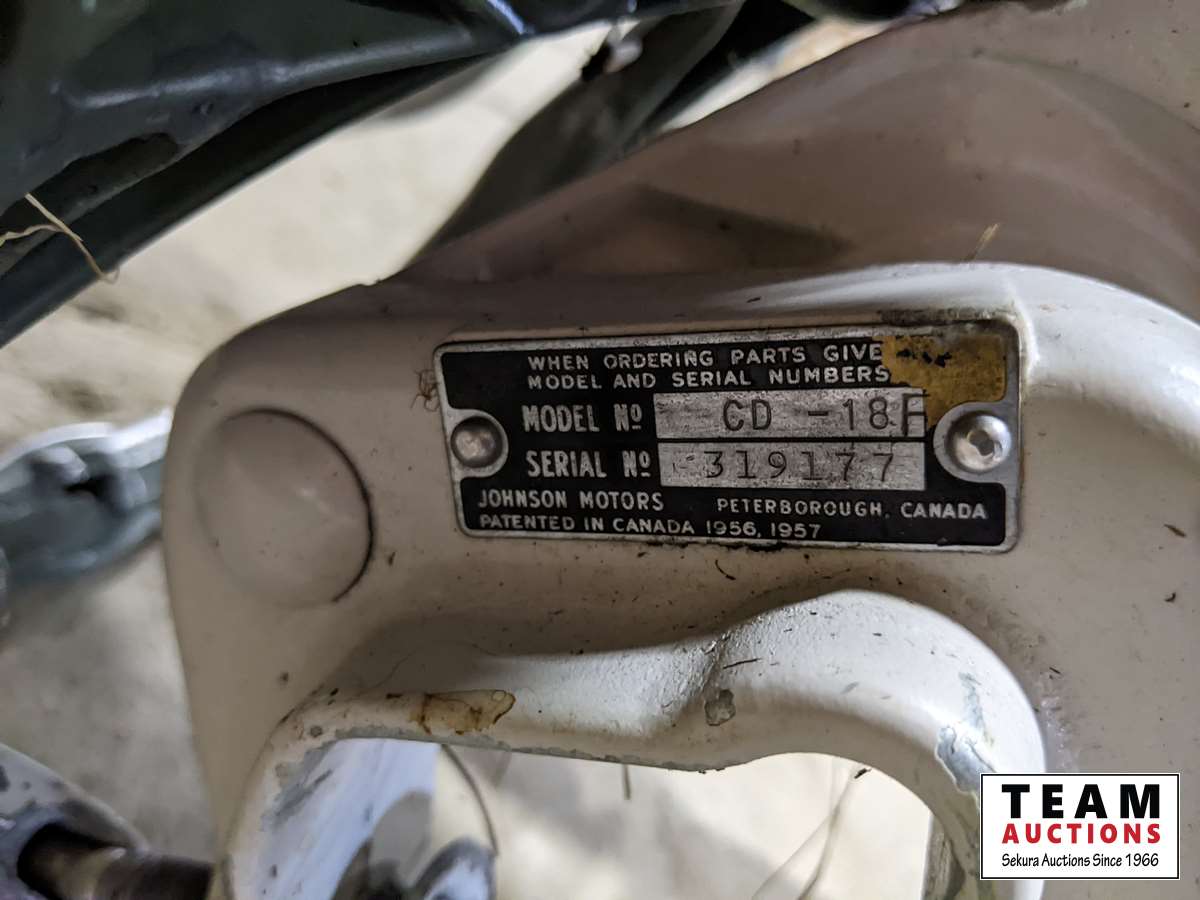 WHEN ORDERING PARTS GIVE
MODEL AND SERIAL NUMBERS
MODEL Nº CD -18F
SERIAL Nº 319177
JOHNSON MOTORS PETERBOROUGH, CANADA
PATENTED IN CANADA 1956, 1957
TEAM
AUCTIONS
Sekura Auctions Since 1966